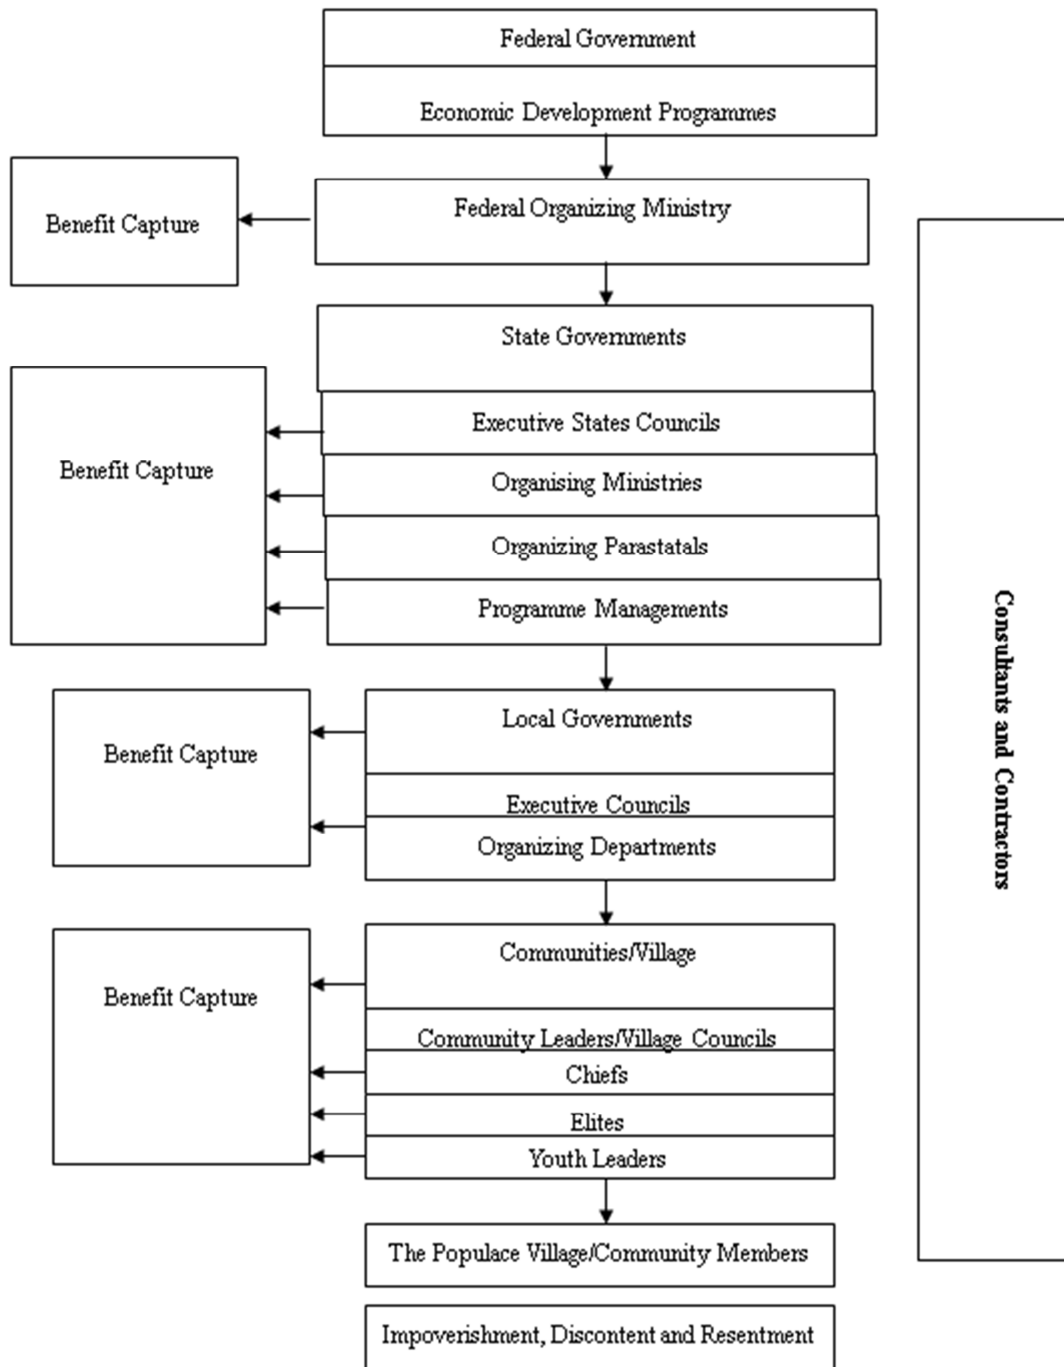 Federal Government
Economic Development Programmes
Federal Organizing Ministry
Benefit Capture
State Governments
Executive States Councils
Benefit Capture
Organising Ministries
Organizing Parastatals
Programme Managements
Local Governments
Benefit Capture
Executive Councils
Organizing Departments
Communities/Village
Benefit Capture
Community Leaders/Village Councils
Chiefs
Elites
Youth Leaders
The Populace Village/Community Members
Impoverishment, Discontent and Resentment
Consultants and Contractors